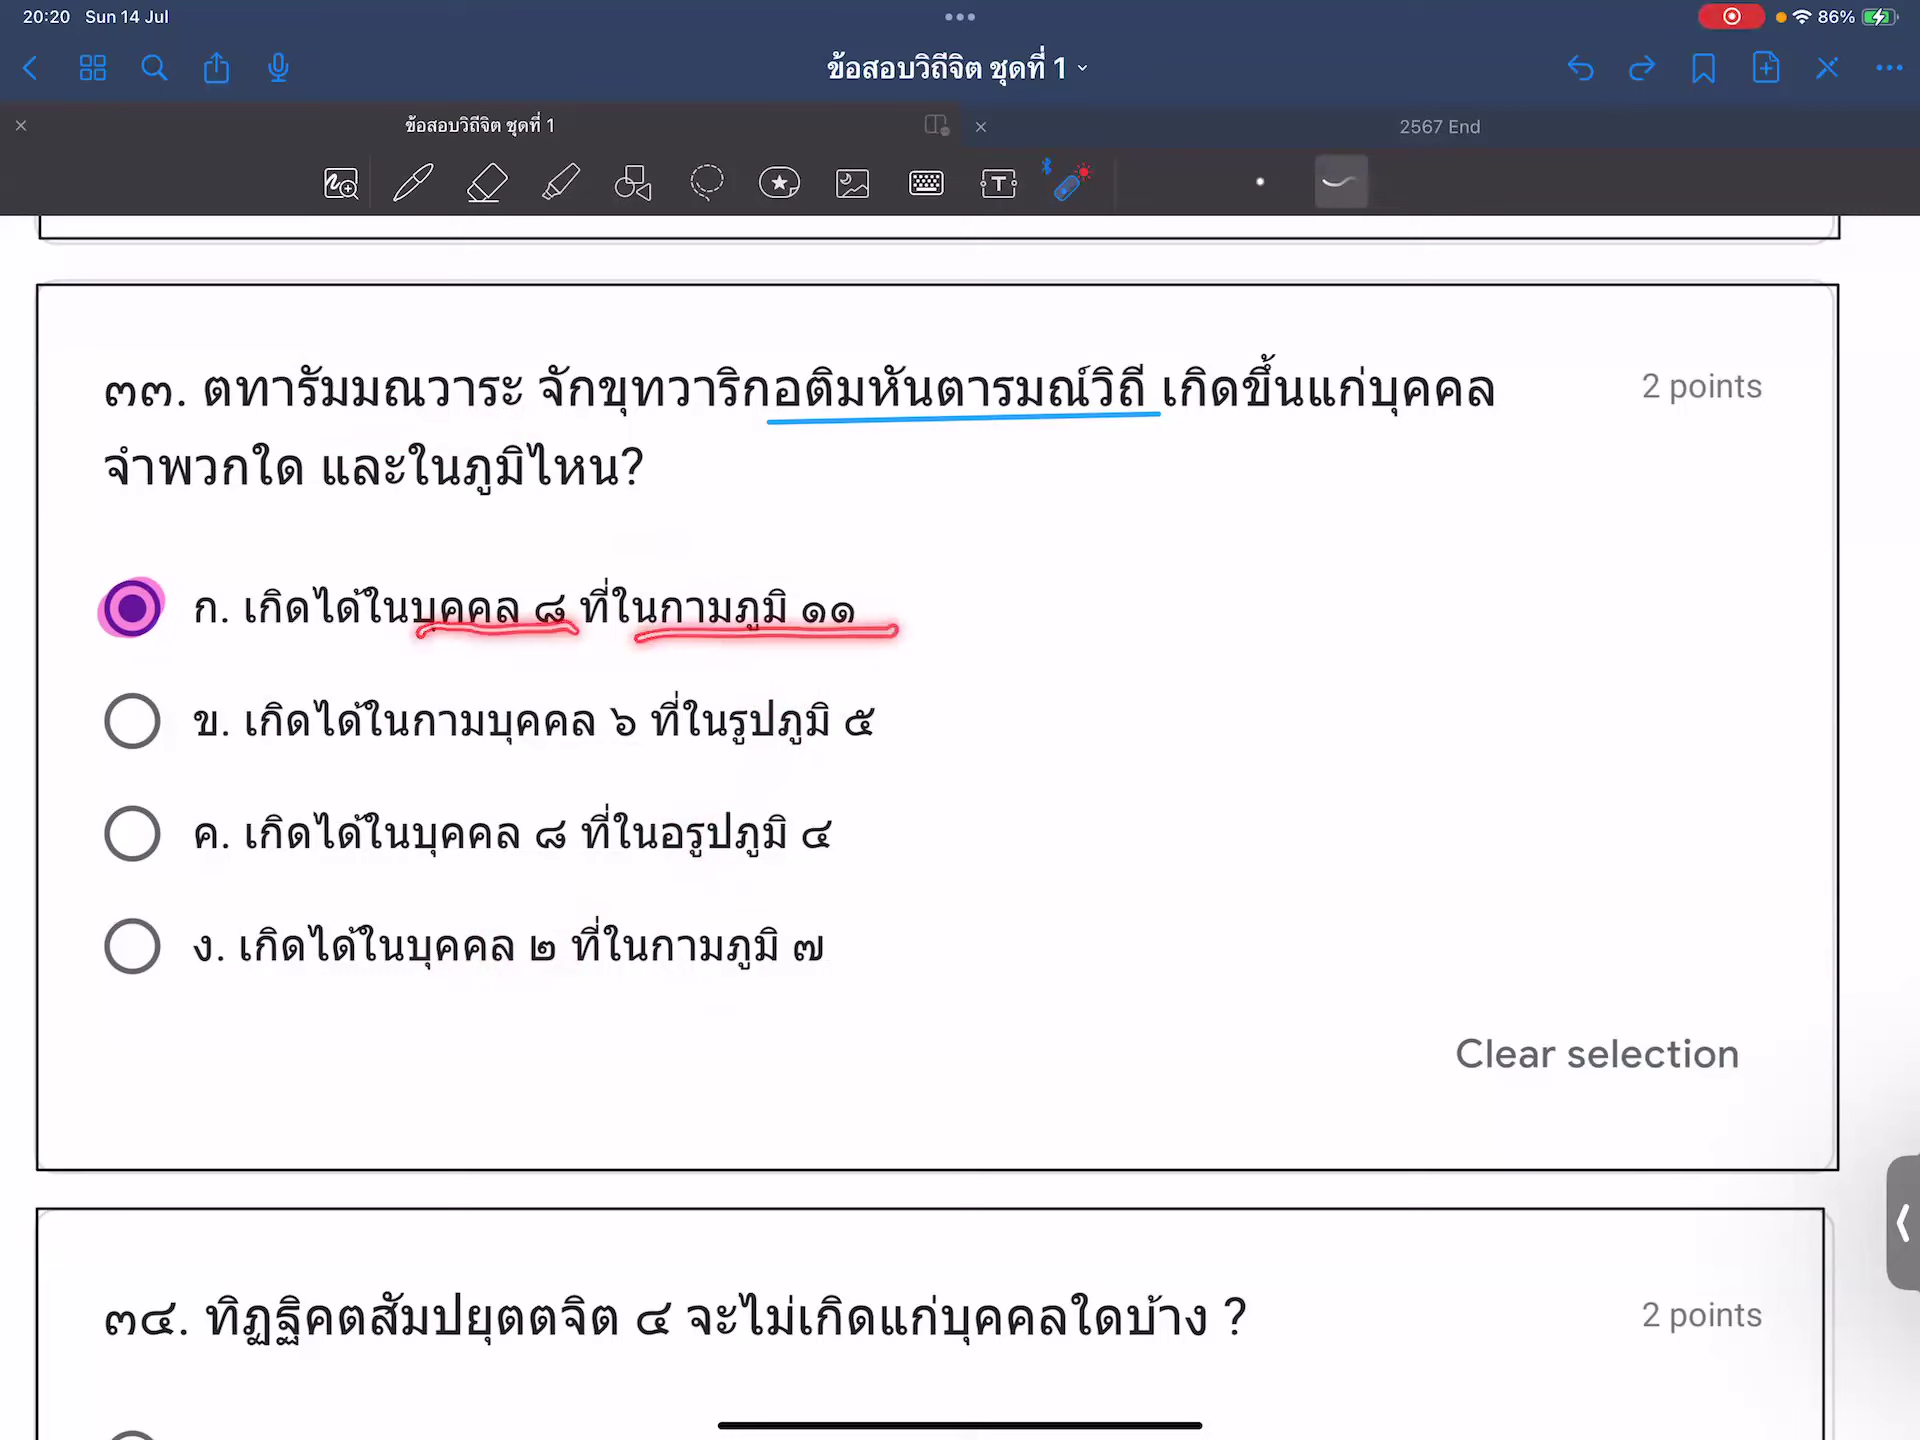 20:20 Sun 14 Jul
86%
ข้อสอบวิถีจิต ชุดที่ 1
ข้อสอบวิถีจิต ชุดที่ 1
2567 End
๓๓. ตทารัมมณวาระ จักขุทวาริกอติมหันตารมณ์วิถี เกิดขึ้นแก่บุคคล
2 points
จำพวกใด และในภูมิไหน?
ก. เกิดได้ในบุคคล ๘ ที่ในกามภูมิ ๑๑
ข. เกิดได้ในกามบุคคล ๖ ที่ในรูปภูมิ ๕
ค. เกิดได้ในบุคคล ๘ ที่ในอรูปภูมิ ๔
ง. เกิดได้ในบุคคล ๒ ที่ในกามภูมิ ๗
Clear selection
๓๔. ทิฏฐิคตสัมปยุตตจิต ๔ จะไม่เกิดแก่บุคคลใดบ้าง ?
2 points